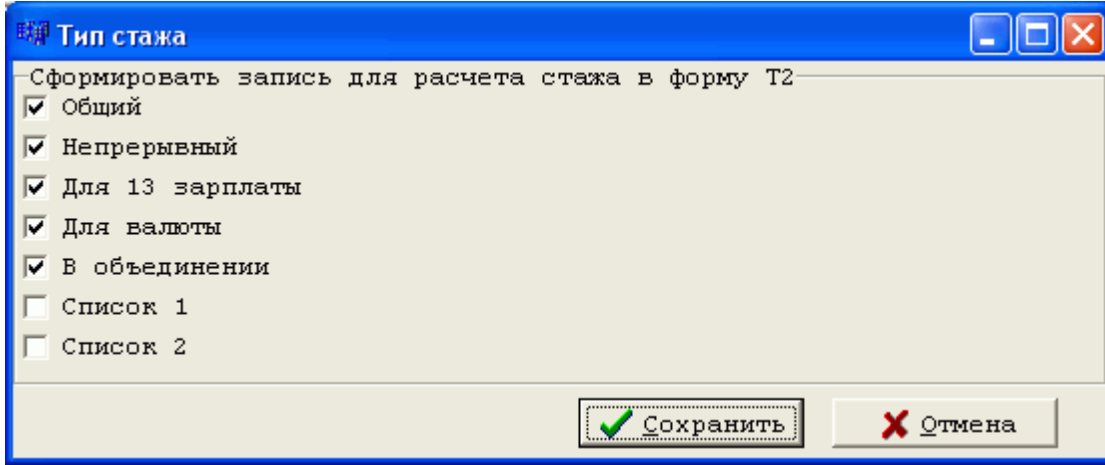 Тип стажа
Сформировать запись для расчета стажа в форму Т2
Общий
Непрерывный
Для 13 зарплаты
Для валюты
В объединении
Список 1
Список 2
Сохранить
Отмена